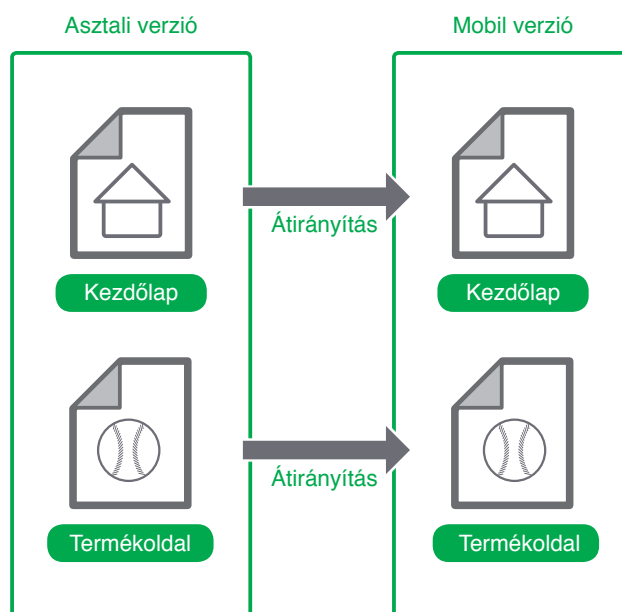 Asztali verzió
Mobil verzió
Átirányítás
Kezdőlap
Kezdőlap
Átirányítás
Termékoldal
Termékoldal